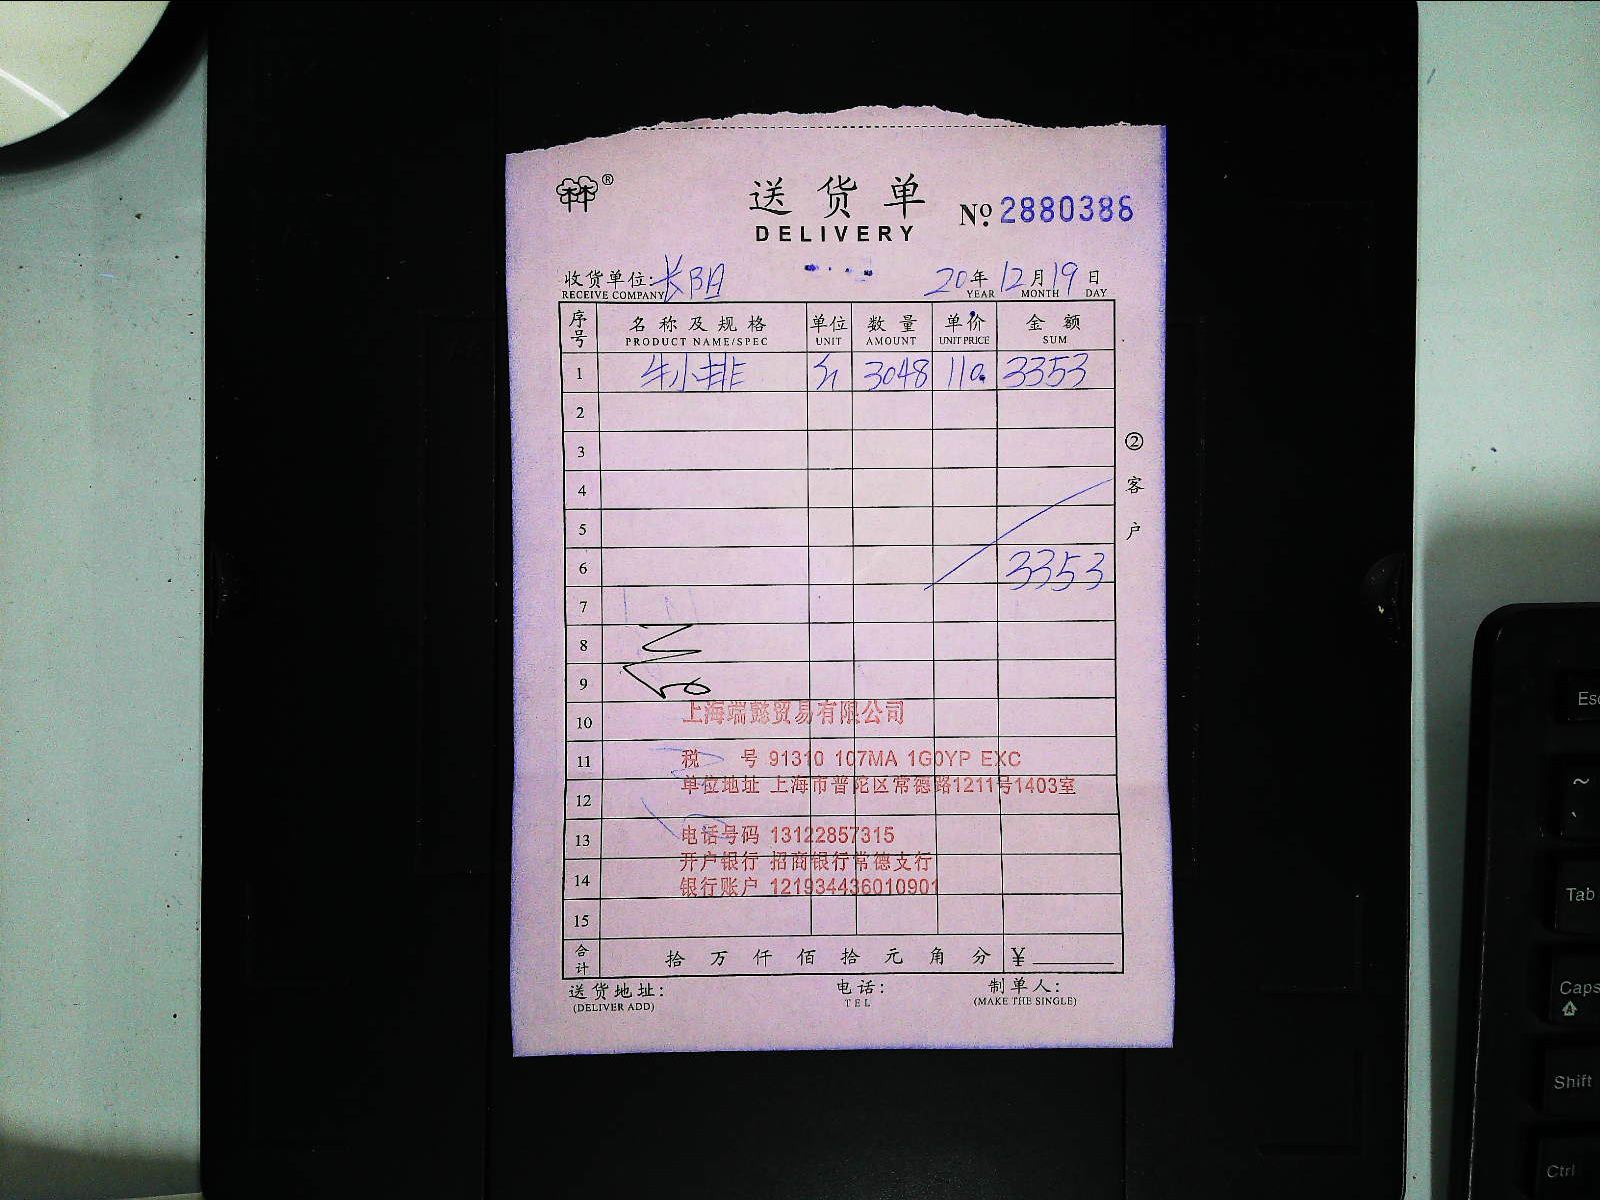 ®
送货单
DELIVERY
No. 2880386
收货单位:长阳 20年12月19日
RECEIVE COMPANY YEAR MONTH DAY
序号 名称及规格 单位 数量 单价 金额
PRODUCT NAME/SPEC UNIT AMOUNT UNIT PRICE SUM
1 牛小排 3048 110. 3353
2
3
4
5
6 3353
7
8
9
10
11
12
13
14
15
②客户
上海端懿贸易有限公司
税 号 91310 107MA 1G0YP EXC
单位地址 上海市普陀区常德路1211号1403室
电话号码 13122857315
开户银行 招商银行常德支行
银行账户 121934436010901
合计 拾 万 仟 佰 拾 元 角 分 ¥
送货地址: 电话: 制单人:
(DELIVER ADD) TEL (MAKE THE SINGLE)
Esc
~
Tab
Caps
Shift
Ctrl